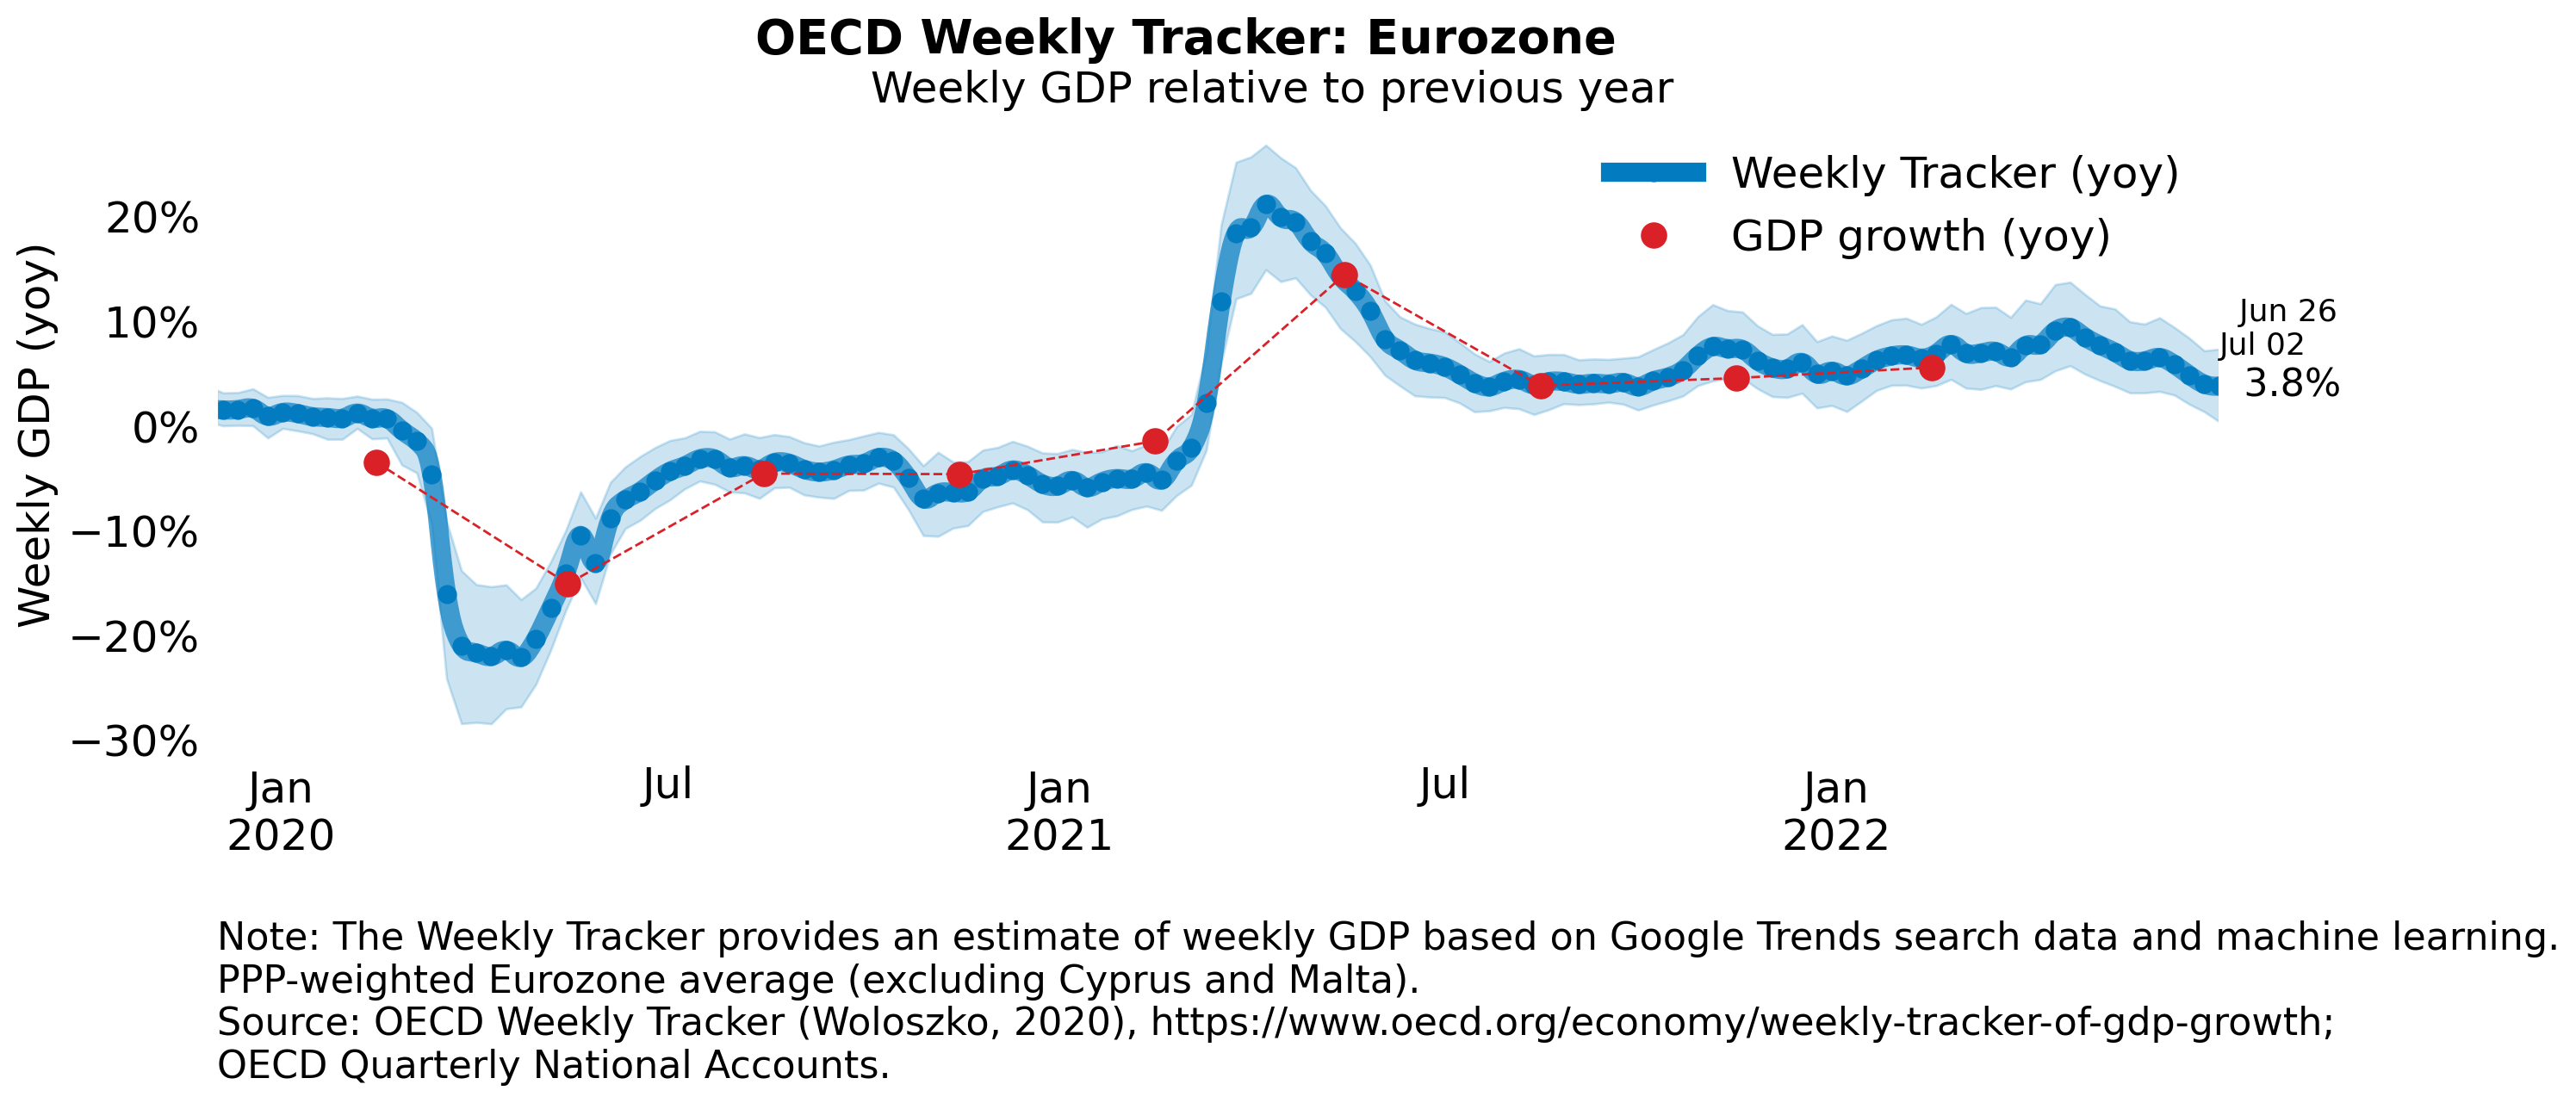 OECD Weekly Tracker: Eurozone
Weekly GDP relative to previous year
Weekly Tracker (yoy)
GDP growth (yoy)
Weekly GDP (yoy)
20%
10%
0%
−10%
−20%
−30%
Jun 26
Jul 02
3.8%
Jan
2020
Jul
Jan
2021
Jul
Jan
2022
Note: The Weekly Tracker provides an estimate of weekly GDP based on Google Trends search data and machine learning.
PPP-weighted Eurozone average (excluding Cyprus and Malta).
Source: OECD Weekly Tracker (Woloszko, 2020), https://www.oecd.org/economy/weekly-tracker-of-gdp-growth;
OECD Quarterly National Accounts.